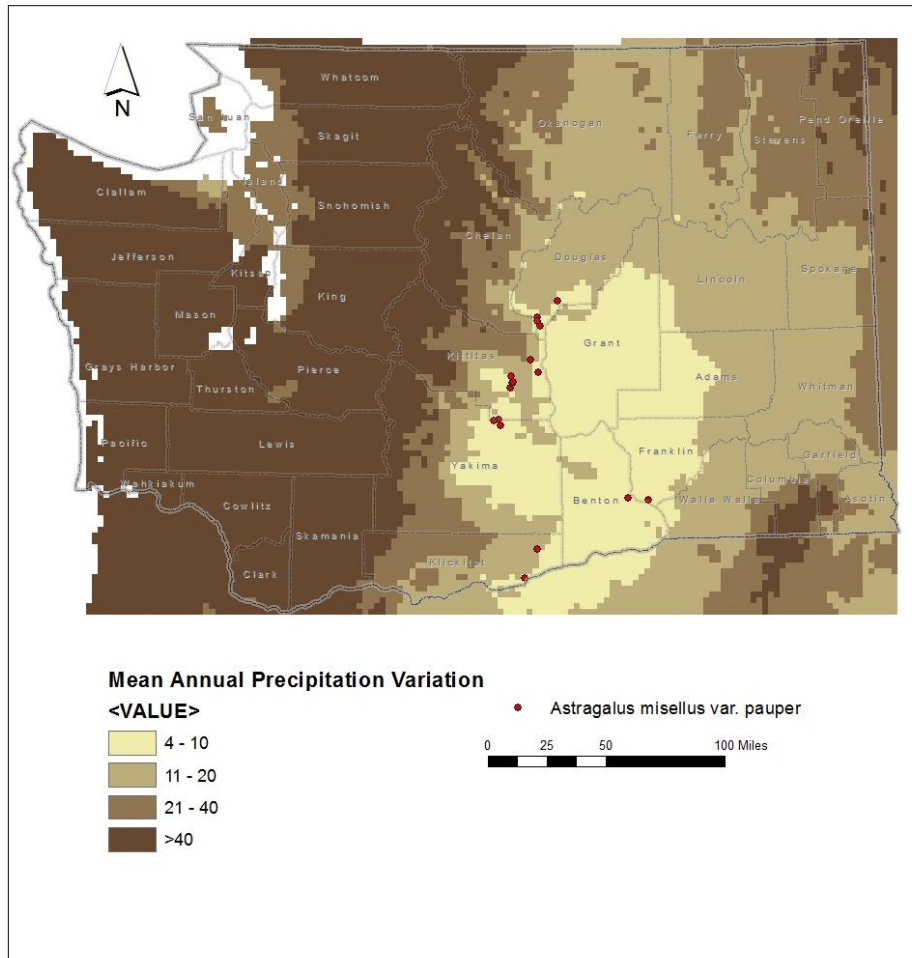 N
Whatcom
San Juan
Okanogan
Ferry
Stevens
Pend Oreille
Skagit
Clallam
Island
Snohomish
Chelan
Douglas
Jefferson
Kitsap
Lincoln
Spokane
King
Mason
Grant
Kittitas
Grays Harbor
Pierce
Adams
Thurston
Whitman
Pacific
Lewis
Yakima
Franklin
Garfield
Wahkiakum
Benton
Walla Walla
Columbia
Asotin
Cowlitz
Skamania
Klickitat
Clark
Mean Annual Precipitation Variation
<VALUE>
4 - 10
11 - 20
21 - 40
>40
Astragalus misellus var. pauper
0 25 50 100 Miles